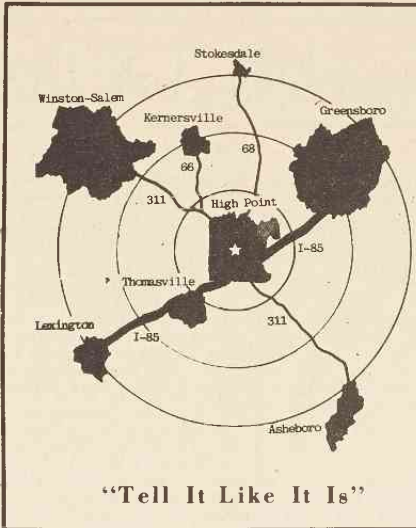 Stokesdale
Winston-Salem
Greensboro
Kernersville
68
66
311
High Point
I-85
Thomasville
Lexington
311
I-85
Asheboro
“Tell It Like It Is”